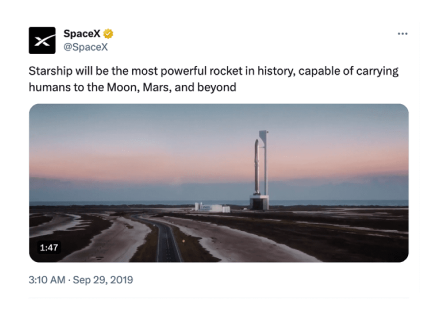 SpaceX
@SpaceX
Starship will be the most powerful rocket in history, capable of carrying
humans to the Moon, Mars, and beyond
1:47
3:10 AM · Sep 29, 2019